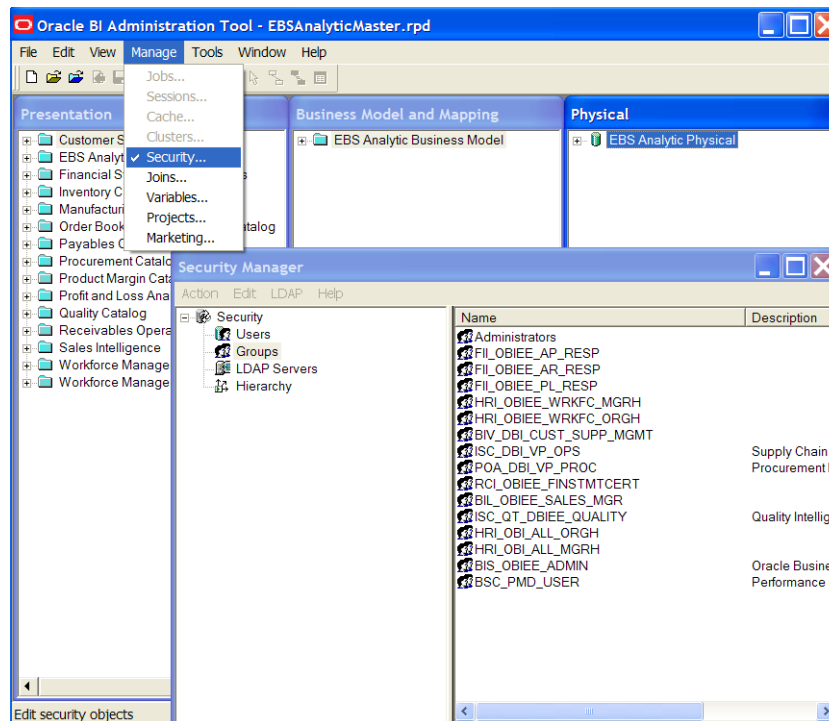 Oracle BI Administration Tool - EBSAnalyticMaster.rpd
File Edit View Manage Tools Window Help
Jobs...
Sessions...
Cache...
Clusters...
Security...
Joins...
Variables...
Projects...
Marketing...
Presentation
Customer S
EBS Analyt
Financial S s
Inventory C
Manufacturi
Order Book atalog
Payables C
Procurement Catalo
Product Margin Cata
Profit and Loss Ana
Quality Catalog
Receivables Opera
Sales Intelligence
Workforce Manage
Workforce Manage
Business Model and Mapping
EBS Analytic Business Model
Physical
EBS Analytic Physical
Security Manager
Action Edit LDAP Help
Security
Users
Groups
LDAP Servers
Hierarchy
Name Description
Administrators
FII_OBIEE_AP_RESP
FII_OBIEE_AR_RESP
FII_OBIEE_PL_RESP
HRI_OBIEE_WRKFC_MGRH
HRI_OBIEE_WRKFC_ORGH
BIV_DBI_CUST_SUPP_MGMT
ISC_DBI_VP_OPS Supply Chain
POA_DBI_VP_PROC Procurement
RCI_OBIEE_FINSTMTCERT
BIL_OBIEE_SALES_MGR
ISC_QT_DBIEE_QUALITY Quality Intellig
HRI_OBI_ALL_ORGH
HRI_OBI_ALL_MGRH
BIS_OBIEE_ADMIN Oracle Busine
BSC_PMD_USER Performance
Edit security objects